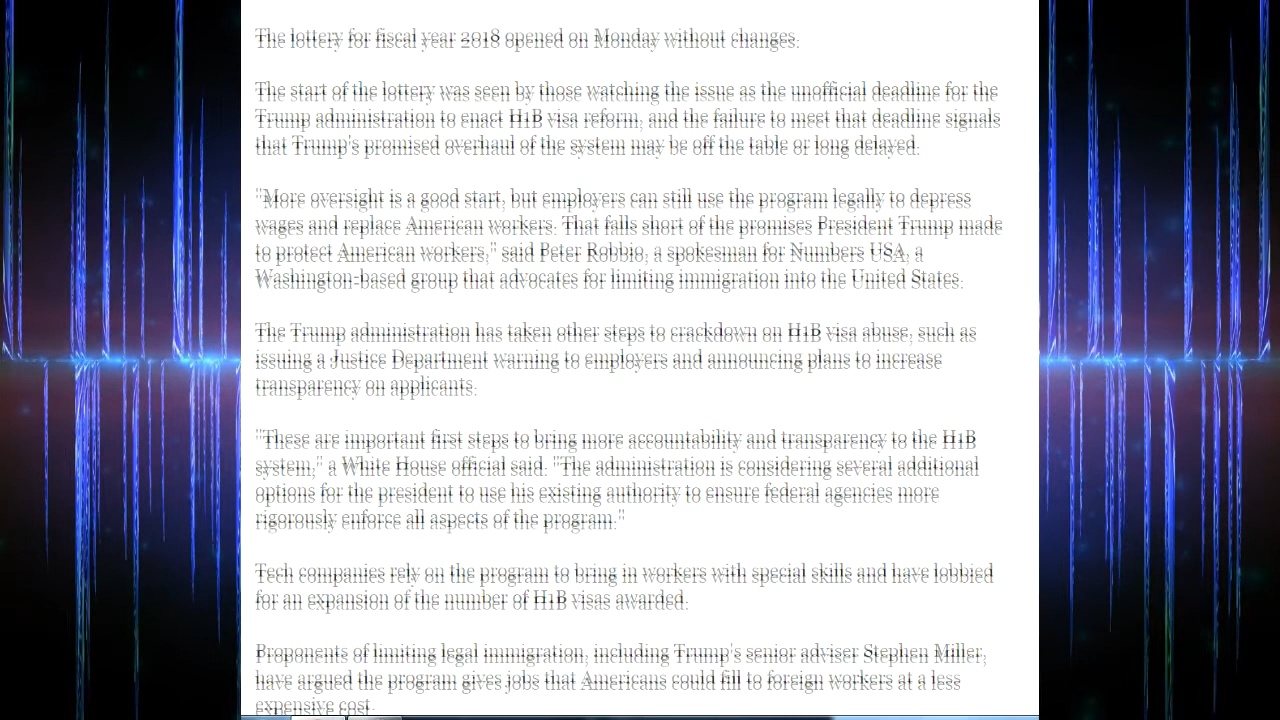 The lottery for fiscal year 2018 opened on Monday without changes.
The start of the lottery was seen by those watching the issue as the unofficial deadline for the
Trump administration to enact H1B visa reform, and the failure to meet that deadline signals
that Trump's promised overhaul of the system may be off the table or long delayed.
"More oversight is a good start, but employers can still use the program legally to depress
wages and replace American workers. That falls short of the promises President Trump made
to protect American workers," said Peter Robbio, a spokesman for Numbers USA, a
Washington-based group that advocates for limiting immigration into the United States.
The Trump administration has taken other steps to crackdown on H1B visa abuse, such as
issuing a Justice Department warning to employers and announcing plans to increase
transparency on applicants.
"These are important first steps to bring more accountability and transparency to the H1B
system," a White House official said. "The administration is considering several additional
options for the president to use his existing authority to ensure federal agencies more
rigorously enforce all aspects of the program."
Tech companies rely on the program to bring in workers with special skills and have lobbied
for an expansion of the number of H1B visas awarded.
Proponents of limiting legal immigration, including Trump's senior adviser Stephen Miller,
have argued the program gives jobs that Americans could fill to foreign workers at a less
expensive cost.